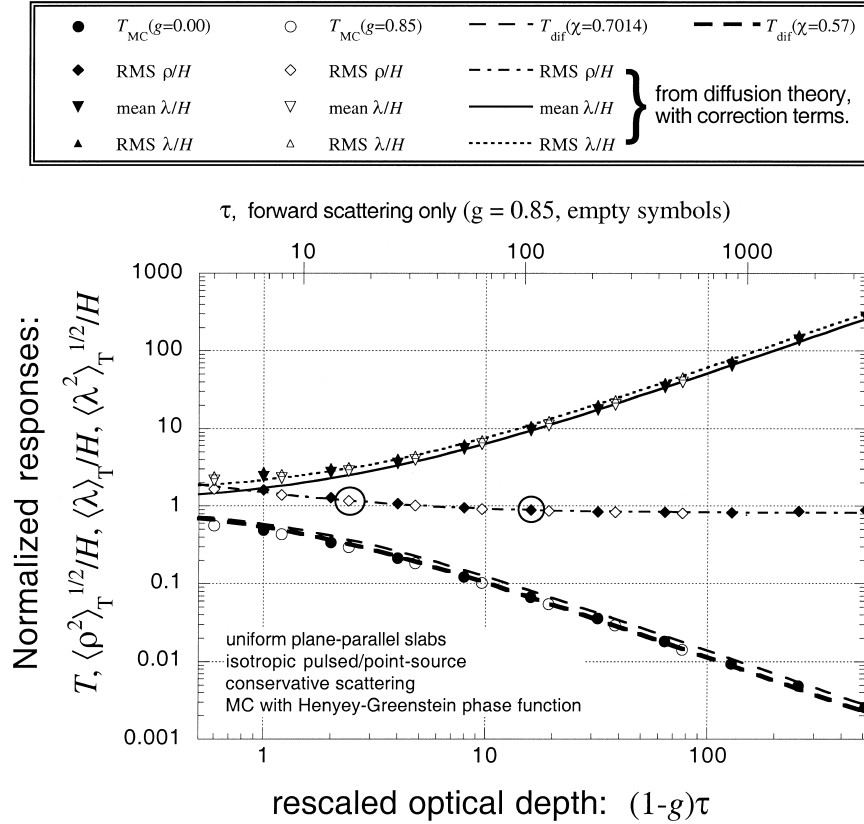 ● T_MC(g=0.00) ○ T_MC(g=0.85) T_dif(χ=0.7014) T_dif(χ=0.57)
◆ RMS ρ/H ◇ RMS ρ/H RMS ρ/H
▼ mean λ/H ▽ mean λ/H mean λ/H
▲ RMS λ/H △ RMS λ/H RMS λ/H
} from diffusion theory,
with correction terms.
τ, forward scattering only (g = 0.85, empty symbols)
10 100 1000
Normalized responses:
T, ⟨ρ²⟩_T^1/2/H, ⟨λ⟩_T/H, ⟨λ²⟩_T^1/2/H
1000
100
10
1
0.1
0.01
0.001
uniform plane-parallel slabs
isotropic pulsed/point-source
conservative scattering
MC with Henyey-Greenstein phase function
1 10 100
rescaled optical depth: (1-g)τ